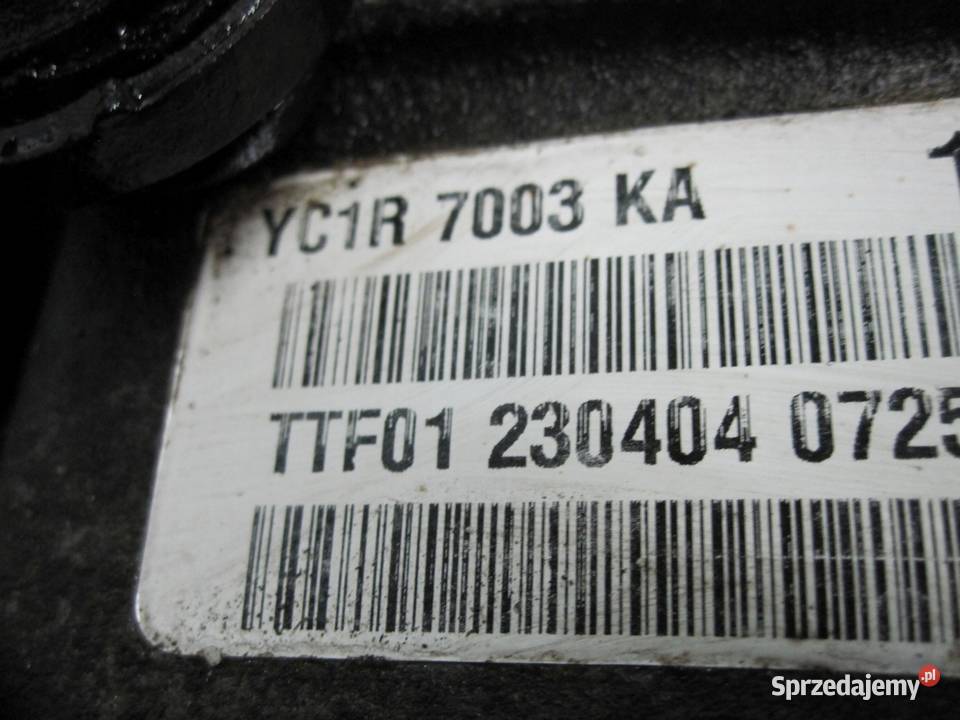 YC1R 7003 KA
TTF01 230404 0725
Sprzedajemy.pl